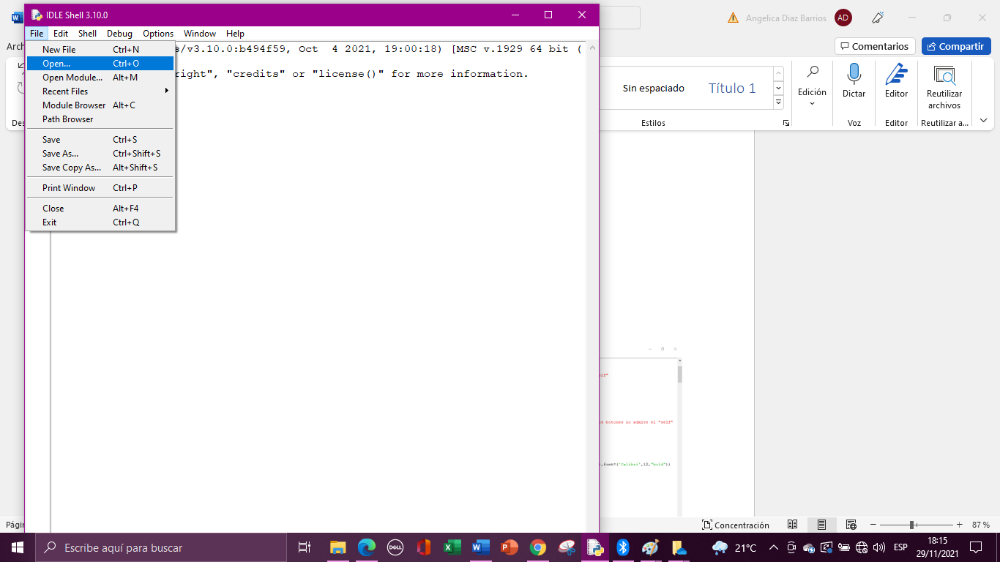 IDLE Shell 3.10.0
File Edit Shell Debug Options Window Help
New File Ctrl+N
Open... Ctrl+O
Open Module... Alt+M
Recent Files
Module Browser Alt+C
Path Browser
Save Ctrl+S
Save As... Ctrl+Shift+S
Save Copy As... Alt+Shift+S
Print Window Ctrl+P
Close Alt+F4
Exit Ctrl+Q
s/v3.10.0:b494f59, Oct 4 2021, 19:00:18) [MSC v.1929 64 bit (
right", "credits" or "license()" for more information.
Angelica Diaz Barrios AD
Arch
Comentarios Compartir
Sin espaciado Título 1
Edición
Dictar
Editor
Reutilizar
archivos
Des
Estilos
Voz
Editor
Reutilizar a...
elf"
os botones no admite el "self"
,font=('Calibri',12,"bold"))
Págin
Concentración
87 %
Escribe aquí para buscar
DELL
21°C
ESP
18:15
29/11/2021